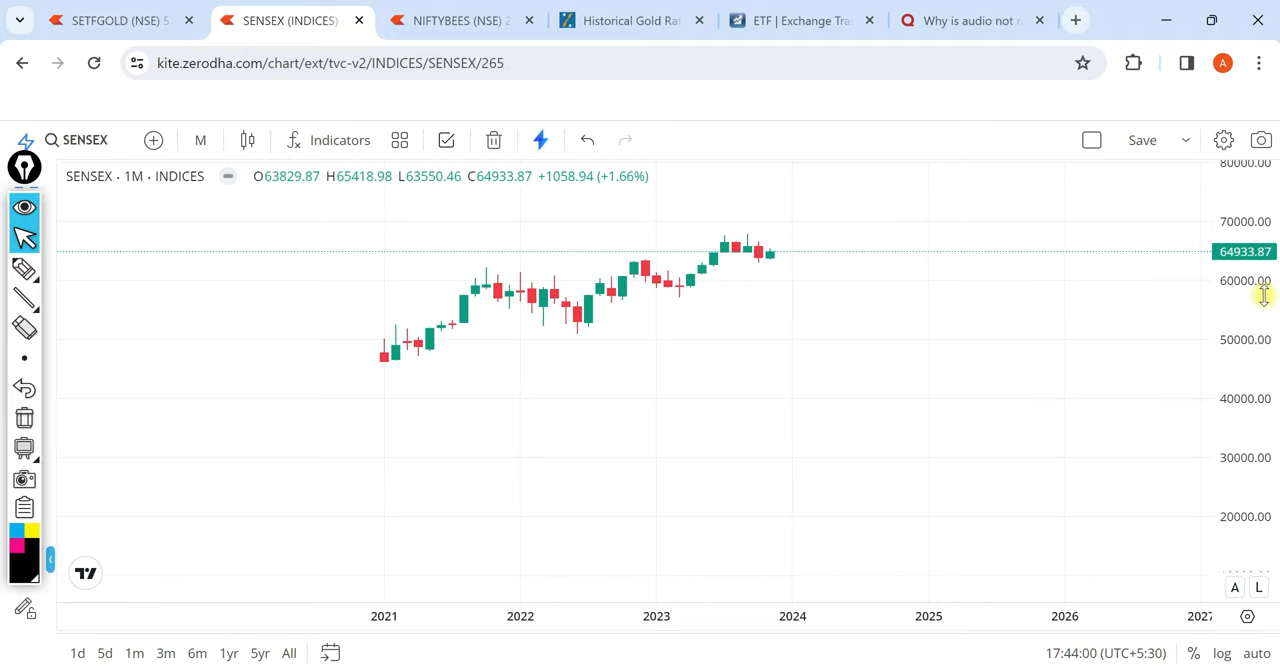 SETFGOLD (NSE) 5
SENSEX (INDICES)
NIFTYBEES (NSE) 2
Historical Gold Rat
ETF | Exchange Tra
Why is audio not r
kite.zerodha.com/chart/ext/tvc-v2/INDICES/SENSEX/265
A
SENSEX
M
Indicators
Save
SENSEX · 1M · INDICES
O63829.87 H65418.98 L63550.46 C64933.87 +1058.94 (+1.66%)
80000.00
70000.00
64933.87
60000.00
50000.00
40000.00
30000.00
20000.00
A L
2021 2022 2023 2024 2025 2026 2027
1d 5d 1m 3m 6m 1yr 5yr All
17:44:00 (UTC+5:30) % log auto